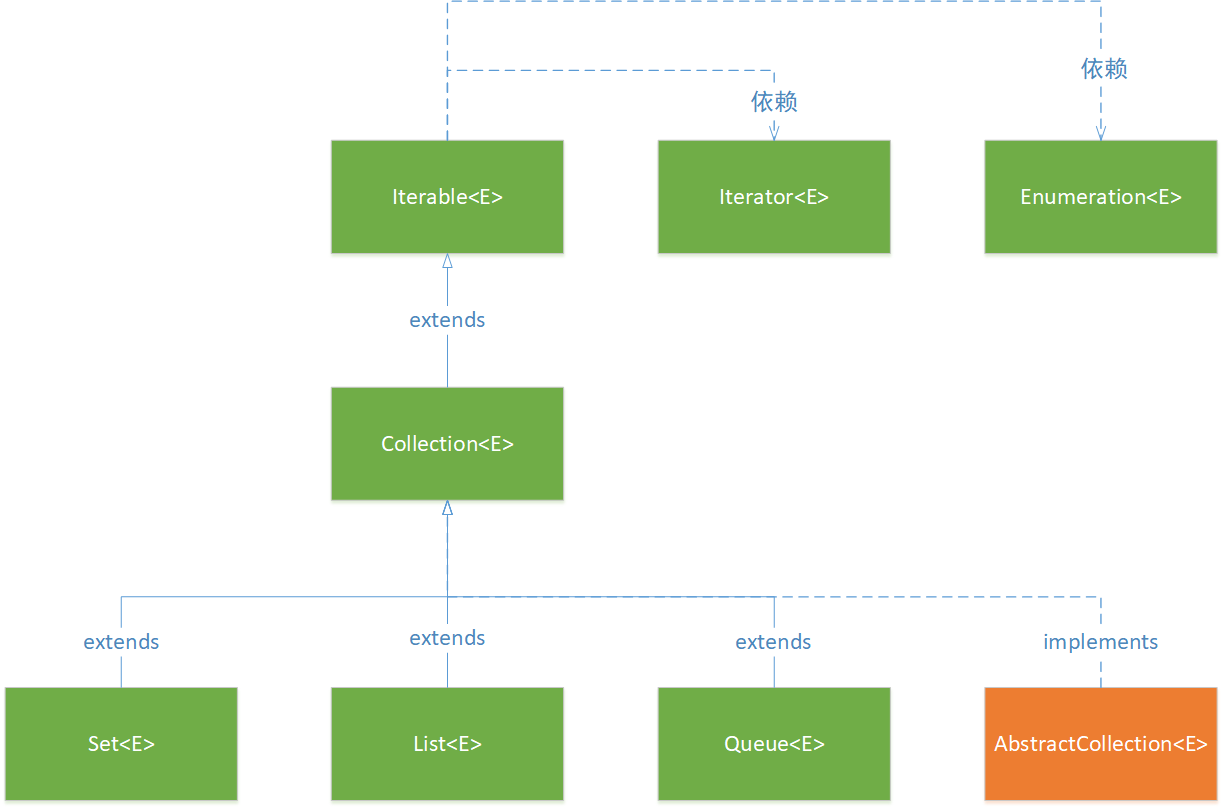 依赖
依赖
Iterable<E>
Iterator<E>
Enumeration<E>
extends
Collection<E>
extends
extends
extends
implements
Set<E>
List<E>
Queue<E>
AbstractCollection<E>